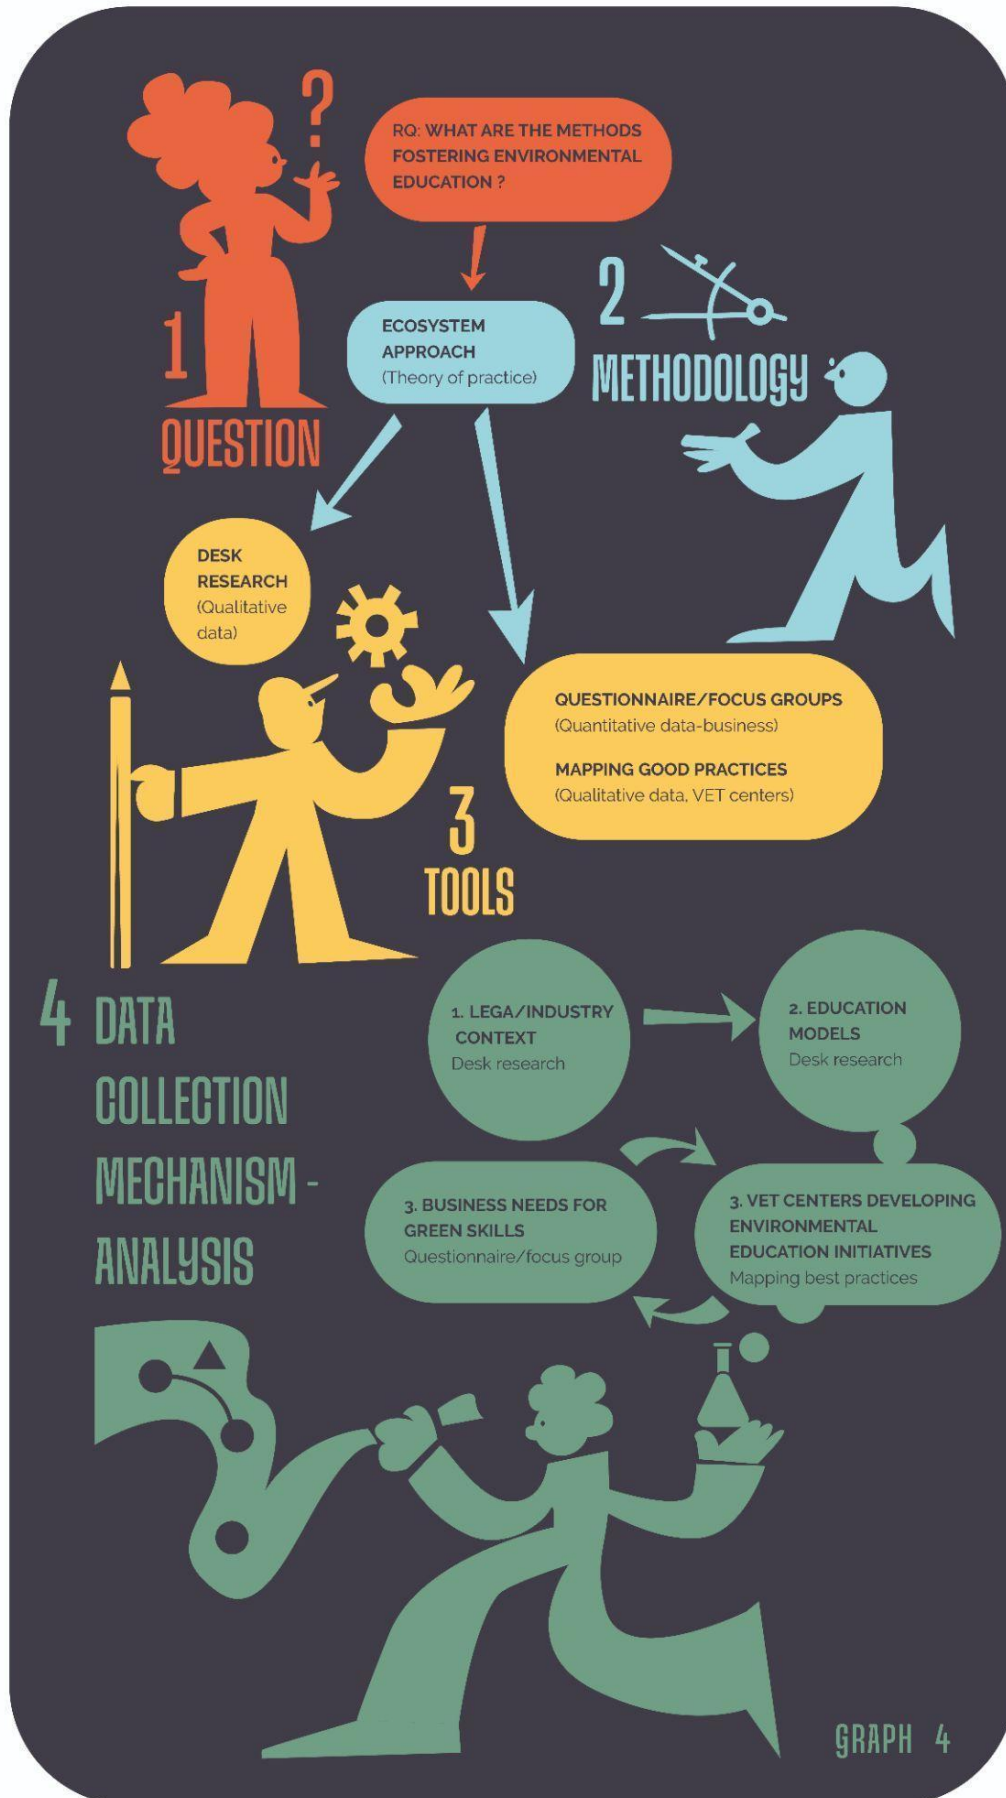 ?
RQ: WHAT ARE THE METHODS
FOSTERING ENVIRONMENTAL
EDUCATION ?
1
QUESTION
2
METHODOLOGY
ECOSYSTEM
APPROACH
(Theory of practice)
DESK
RESEARCH
(Qualitative
data)
QUESTIONNAIRE/FOCUS GROUPS
(Quantitative data-business)
MAPPING GOOD PRACTICES
(Qualitative data, VET centers)
3
TOOLS
4 DATA
COLLECTION
MECHANISM -
ANALYSIS
1. LEGA/INDUSTRY
CONTEXT
Desk research
2. EDUCATION
MODELS
Desk research
3. BUSINESS NEEDS FOR
GREEN SKILLS
Questionnaire/focus group
3. VET CENTERS DEVELOPING
ENVIRONMENTAL
EDUCATION INITIATIVES
Mapping best practices
GRAPH 4